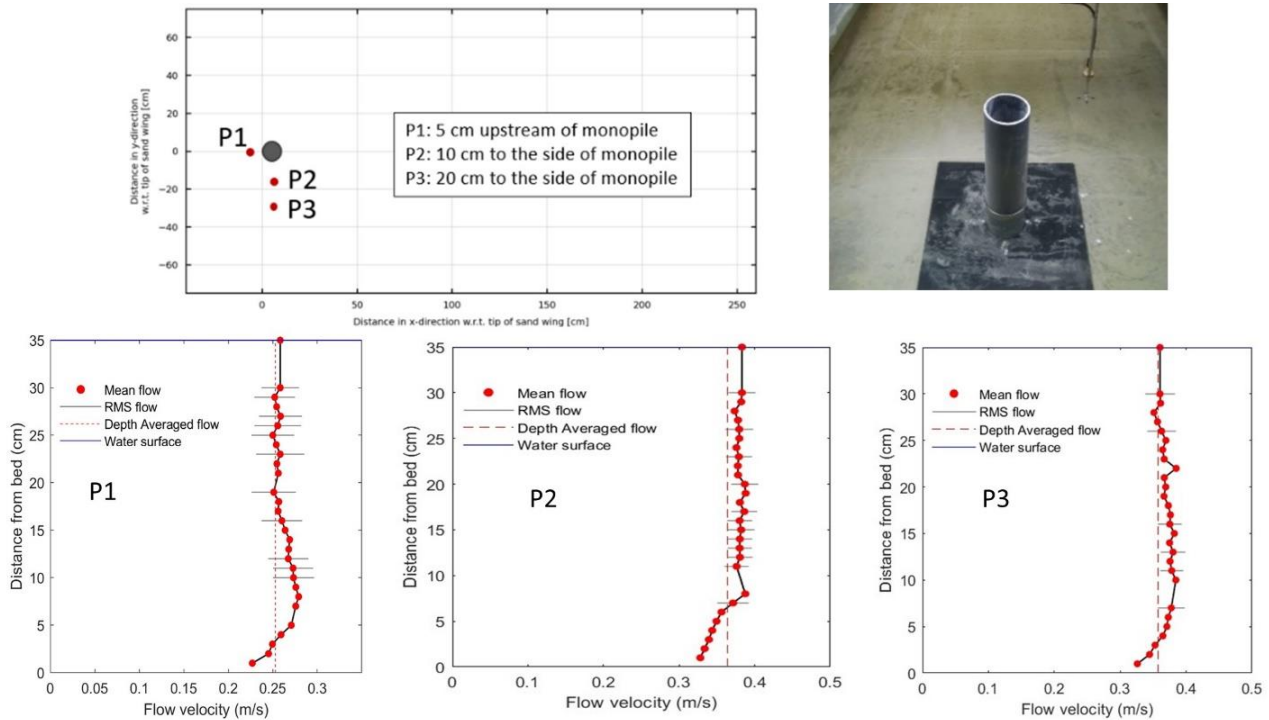 60
40
20
0
−20
−40
−60
Distance in y-direction
w.r.t. tip of sand wing [cm]
P1
P2
P3
P1: 5 cm upstream of monopile
P2: 10 cm to the side of monopile
P3: 20 cm to the side of monopile
0 50 100 150 200 250
Distance in x-direction w.r.t. tip of sand wing [cm]
35
30
25
20
15
10
5
0
Distance from bed (cm)
Mean flow
RMS flow
Depth Averaged flow
Water surface
P1
0 0.05 0.1 0.15 0.2 0.25 0.3
Flow velocity (m/s)
35
30
25
20
15
10
5
0
Distance from bed (cm)
Mean flow
RMS flow
Depth Averaged flow
Water surface
P2
0 0.1 0.2 0.3 0.4 0.5
Flow velocity (m/s)
35
30
25
20
15
10
5
0
Distance from bed (cm)
Mean flow
RMS flow
Depth Averaged flow
Water surface
P3
0 0.1 0.2 0.3 0.4 0.5
Flow velocity (m/s)